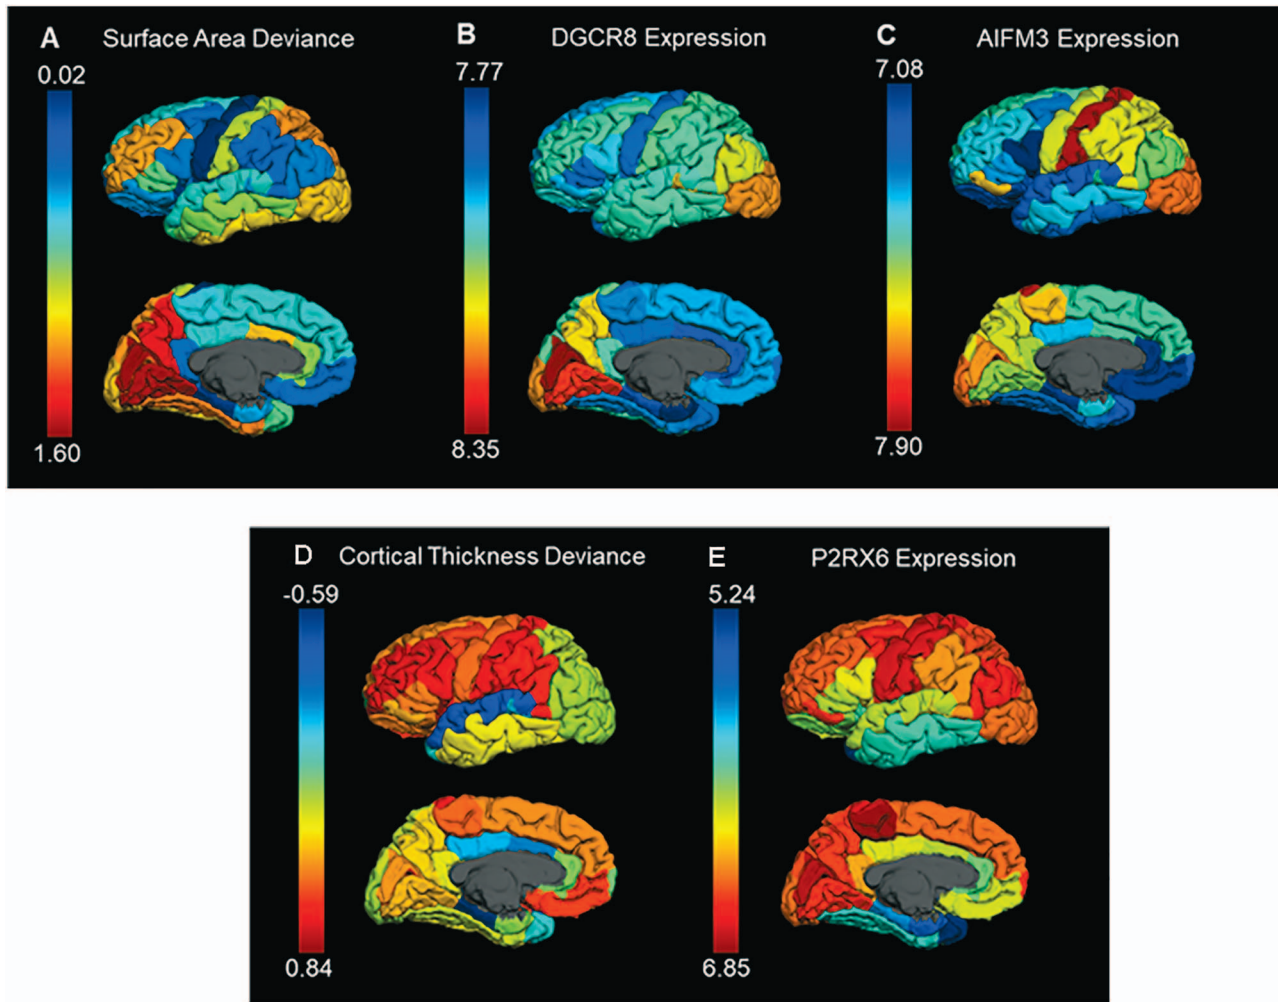 A Surface Area Deviance
0.02
1.60
B DGCR8 Expression
7.77
8.35
C AIFM3 Expression
7.08
7.90
D Cortical Thickness Deviance
-0.59
0.84
E P2RX6 Expression
5.24
6.85